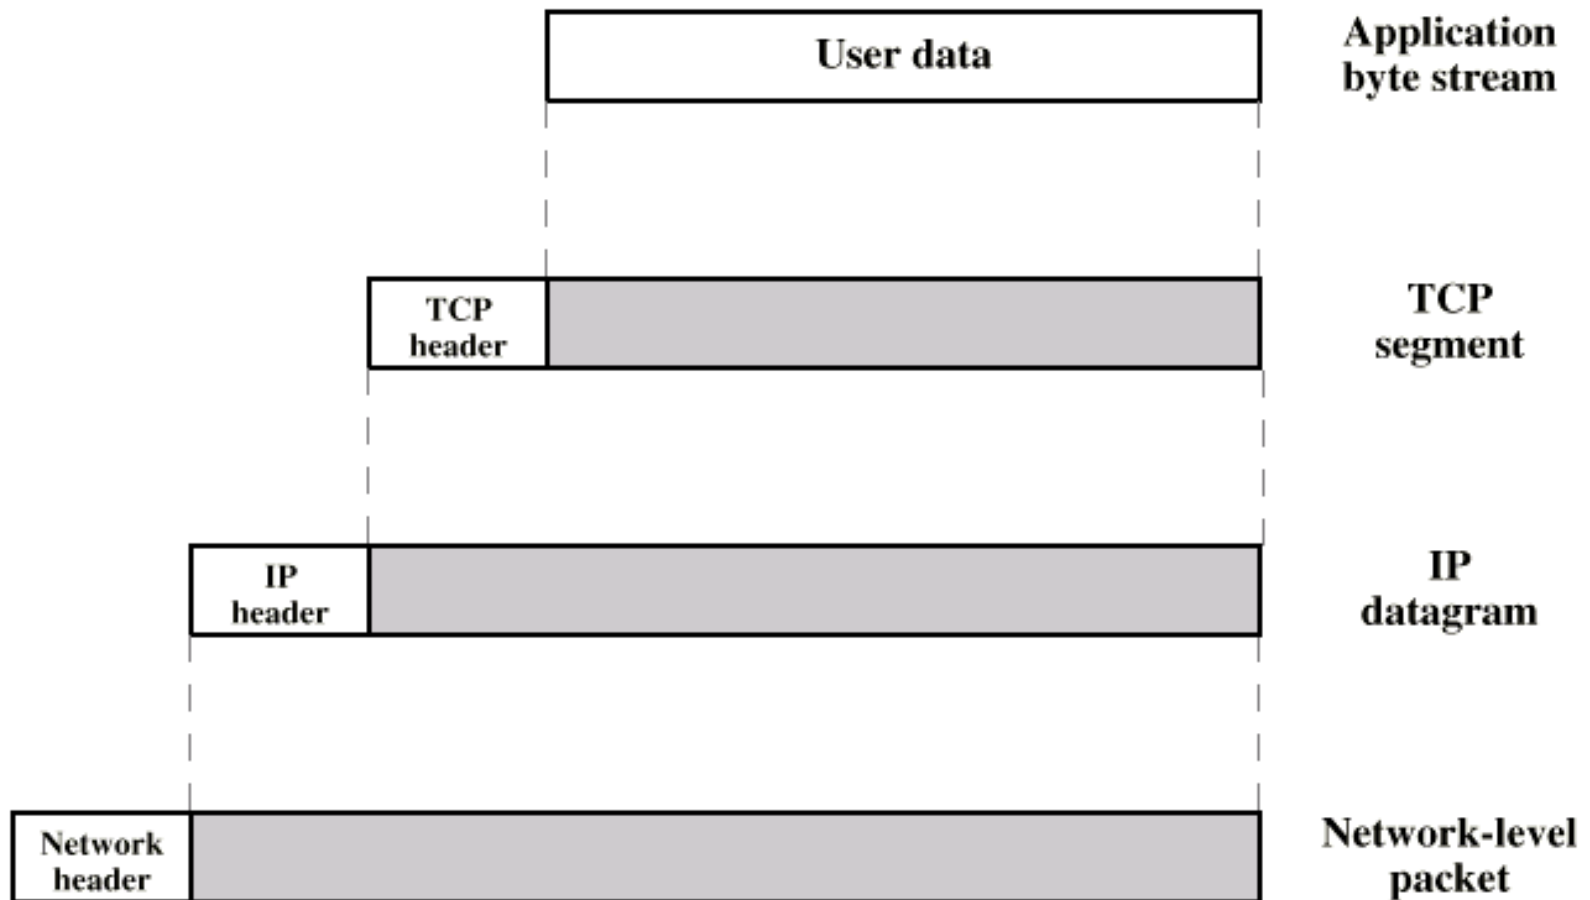 User data
Application
byte stream
TCP
header
TCP
segment
IP
header
IP
datagram
Network
header
Network-level
packet